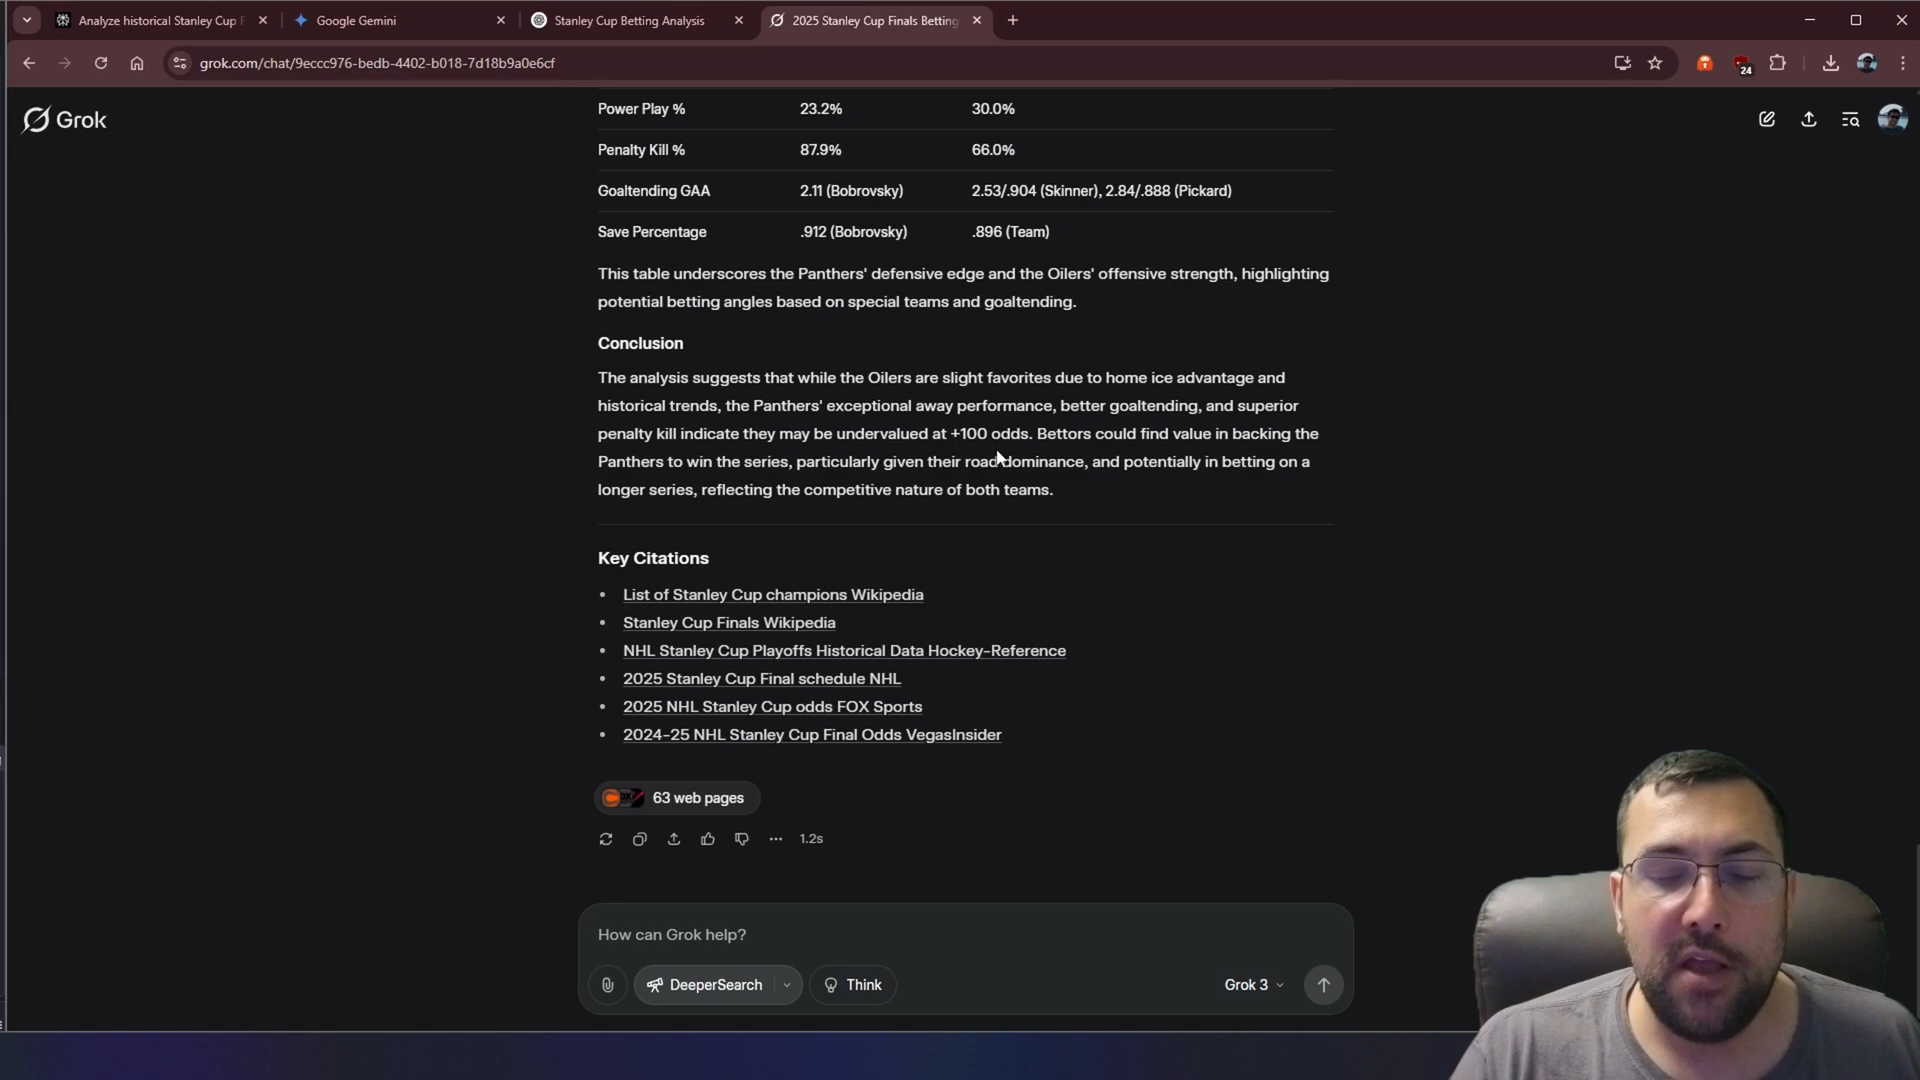 Analyze historical Stanley Cup F
Google Gemini
Stanley Cup Betting Analysis
2025 Stanley Cup Finals Betting
grok.com/chat/9eccc976-bedb-4402-b018-7d18b9a0e6cf
24
Grok
Power Play % 23.2% 30.0%
Penalty Kill % 87.9% 66.0%
Goaltending GAA 2.11 (Bobrovsky) 2.53/.904 (Skinner), 2.84/.888 (Pickard)
Save Percentage .912 (Bobrovsky) .896 (Team)
This table underscores the Panthers' defensive edge and the Oilers' offensive strength, highlighting
potential betting angles based on special teams and goaltending.
Conclusion
The analysis suggests that while the Oilers are slight favorites due to home ice advantage and
historical trends, the Panthers' exceptional away performance, better goaltending, and superior
penalty kill indicate they may be undervalued at +100 odds. Bettors could find value in backing the
Panthers to win the series, particularly given their road dominance, and potentially in betting on a
longer series, reflecting the competitive nature of both teams.
Key Citations
• List of Stanley Cup champions Wikipedia
• Stanley Cup Finals Wikipedia
• NHL Stanley Cup Playoffs Historical Data Hockey-Reference
• 2025 Stanley Cup Final schedule NHL
• 2025 NHL Stanley Cup odds FOX Sports
• 2024-25 NHL Stanley Cup Final Odds VegasInsider
63 web pages
1.2s
How can Grok help?
DeeperSearch
Think
Grok 3